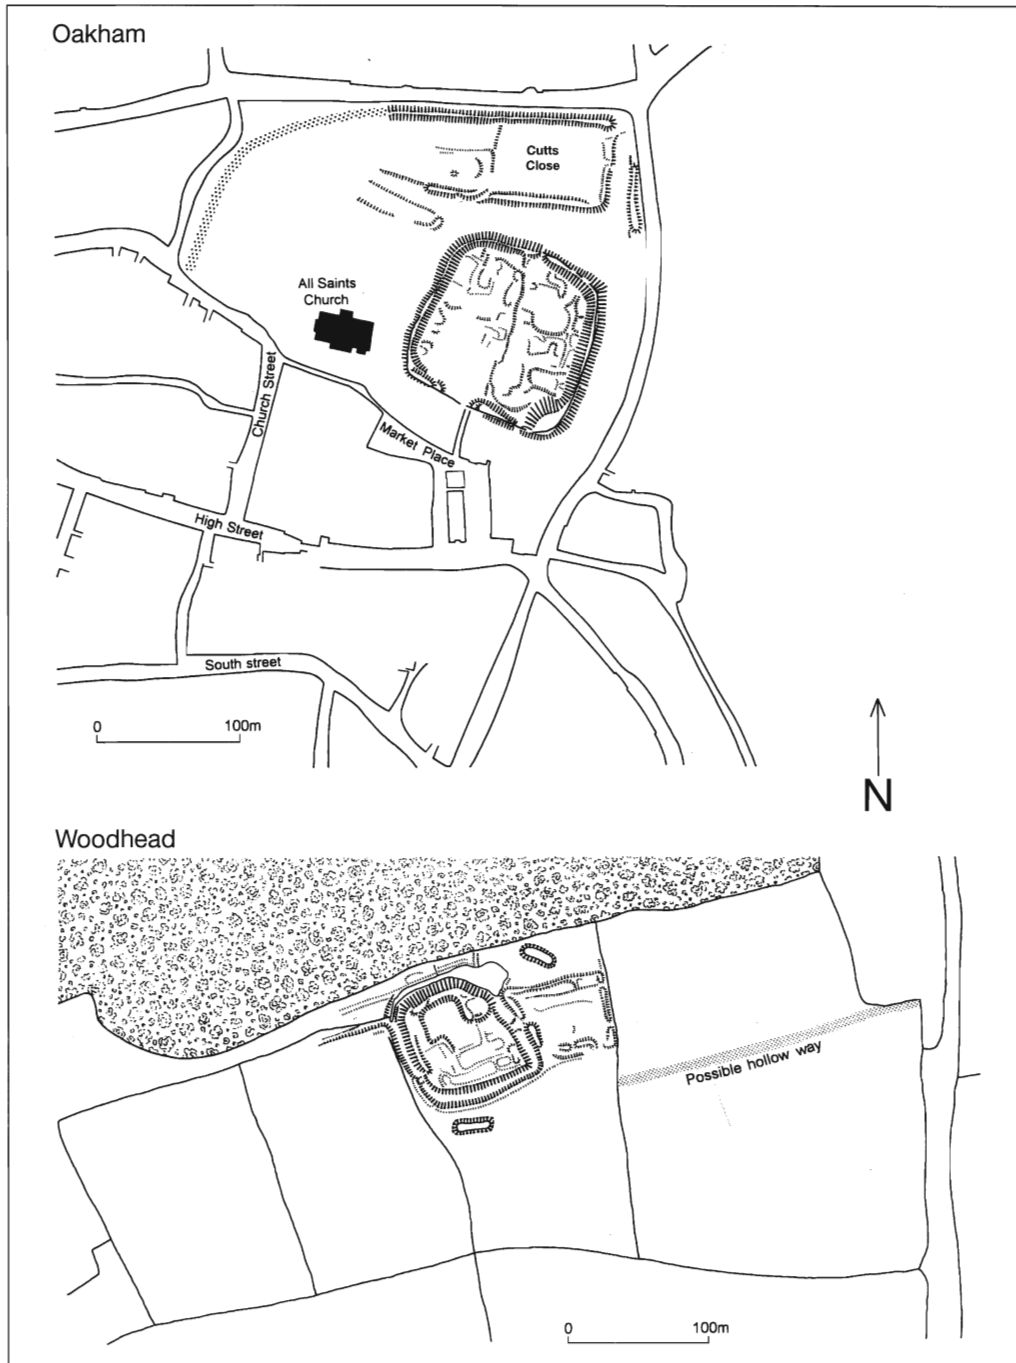 Oakham
Cutts
Close
All Saints
Church
Church Street
Market Place
High Street
South street
0 100m
N
Woodhead
Possible hollow way
0 100m